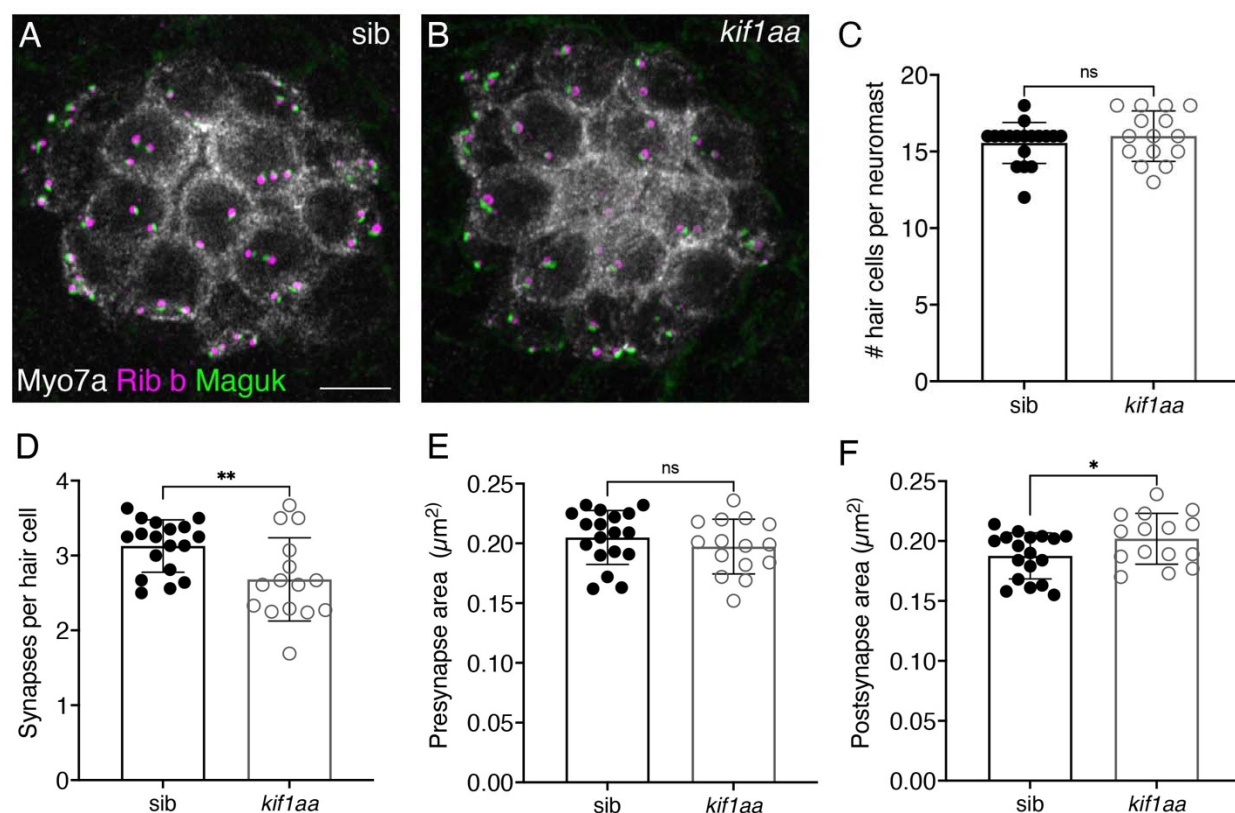 A
sib
B
kif1aa
Myo7a Rib b Maguk
C
ns
# hair cells per neuromast
20
15
10
5
0
sib
kif1aa
D
**
Synapses per hair cell
4
3
2
1
0
sib
kif1aa
E
ns
Presynapse area (µm²)
0.25
0.20
0.15
0.10
0.05
0.00
sib
kif1aa
F
*
Postsynapse area (µm²)
0.25
0.20
0.15
0.10
0.05
0.00
sib
kif1aa